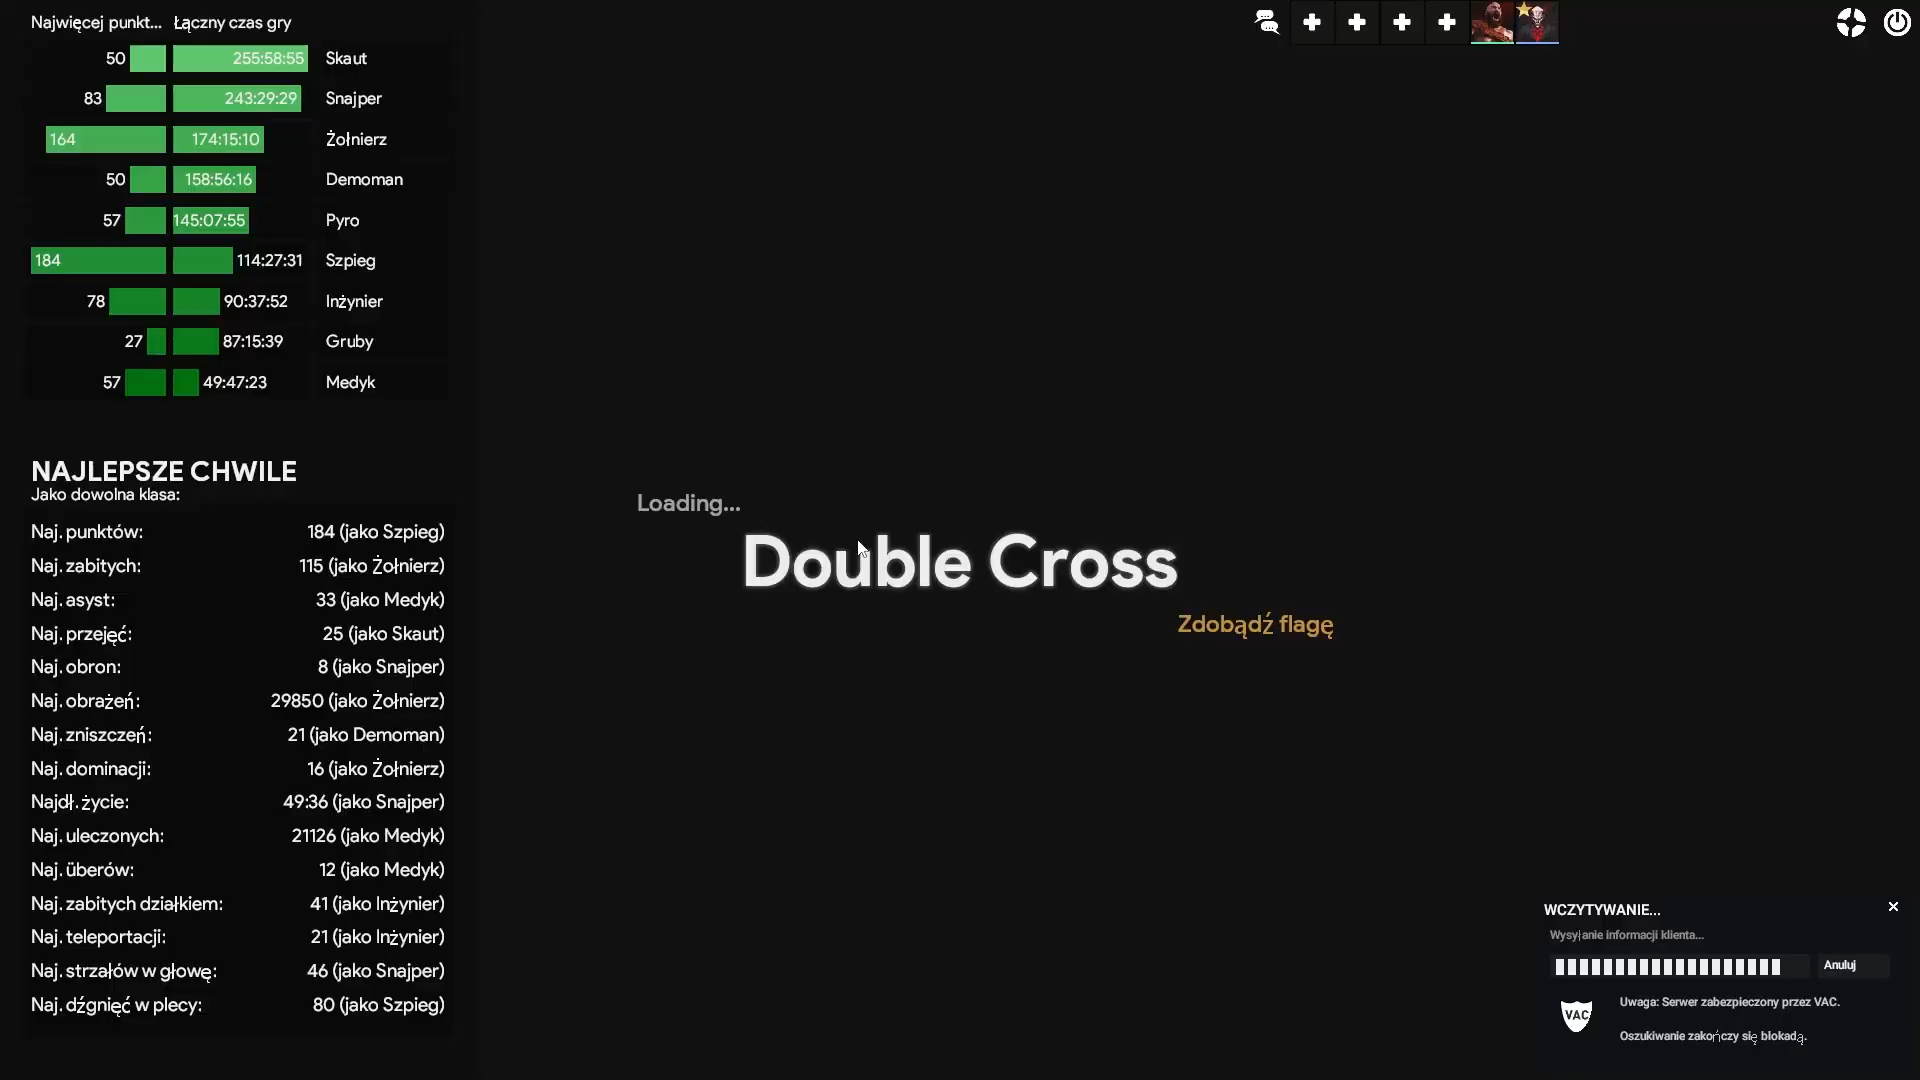 Najwięcej punkt... Łączny czas gry
50 255:58:55 Skaut
83 243:29:29 Snajper
164 174:15:10 Żołnierz
50 158:56:16 Demoman
57 145:07:55 Pyro
184 114:27:31 Szpieg
78 90:37:52 Inżynier
27 87:15:39 Gruby
57 49:47:23 Medyk
NAJLEPSZE CHWILE
Jako dowolna klasa:
Naj. punktów: 184 (jako Szpieg)
Naj. zabitych: 115 (jako Żołnierz)
Naj. asyst: 33 (jako Medyk)
Naj. przejęć: 25 (jako Skaut)
Naj. obron: 8 (jako Snajper)
Naj. obrażeń: 29850 (jako Żołnierz)
Naj. zniszczeń: 21 (jako Demoman)
Naj. dominacji: 16 (jako Żołnierz)
Najdł. życie: 49:36 (jako Snajper)
Naj. uleczonych: 21126 (jako Medyk)
Naj. überów: 12 (jako Medyk)
Naj. zabitych działkiem: 41 (jako Inżynier)
Naj. teleportacji: 21 (jako Inżynier)
Naj. strzałów w głowę: 46 (jako Snajper)
Naj. dźgnięć w plecy: 80 (jako Szpieg)
Loading...
Double Cross
Zdobądź flagę
WCZYTYWANIE...
Wysyłanie informacji klienta...
Anuluj
VAC
Uwaga: Serwer zabezpieczony przez VAC.
Oszukiwanie zakończy się blokadą.